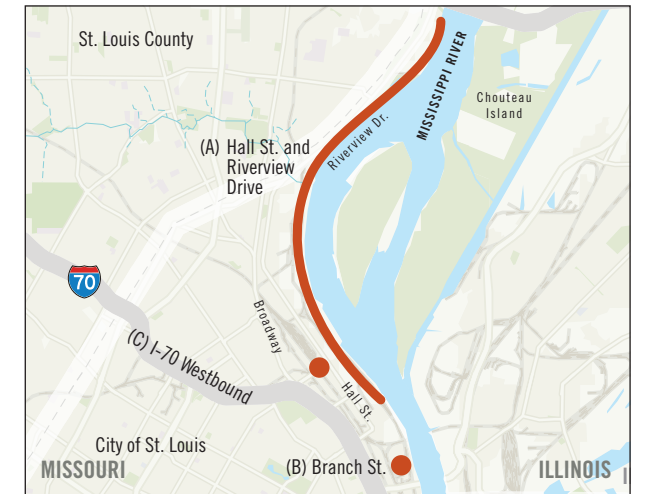 St. Louis County
MISSISSIPPI RIVER
Chouteau
Island
Riverview Dr.
(A) Hall St. and
Riverview
Drive
70
Broadway
(C) I-70 Westbound
Hall St.
City of St. Louis
(B) Branch St.
MISSOURI
ILLINOIS